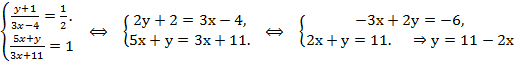 {(y+1)/(3x−4) = 1/2. (5x+y)/(3x+11) = 1 ⇔ {2y + 2 = 3x − 4, 5x + y = 3x + 11. ⇔ {−3x + 2y = −6, 2x + y = 11. ⇒ y = 11 − 2x